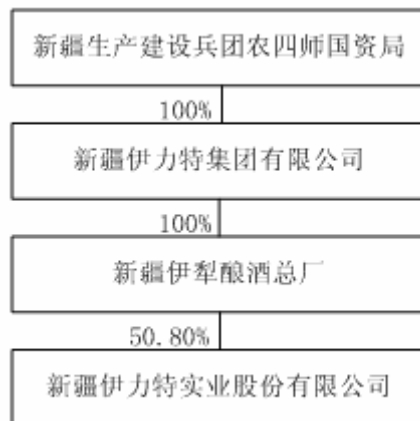 新疆生产建设兵团农四师国资局
100%
新疆伊力特集团有限公司
100%
新疆伊犁酿酒总厂
50.80%
新疆伊力特实业股份有限公司